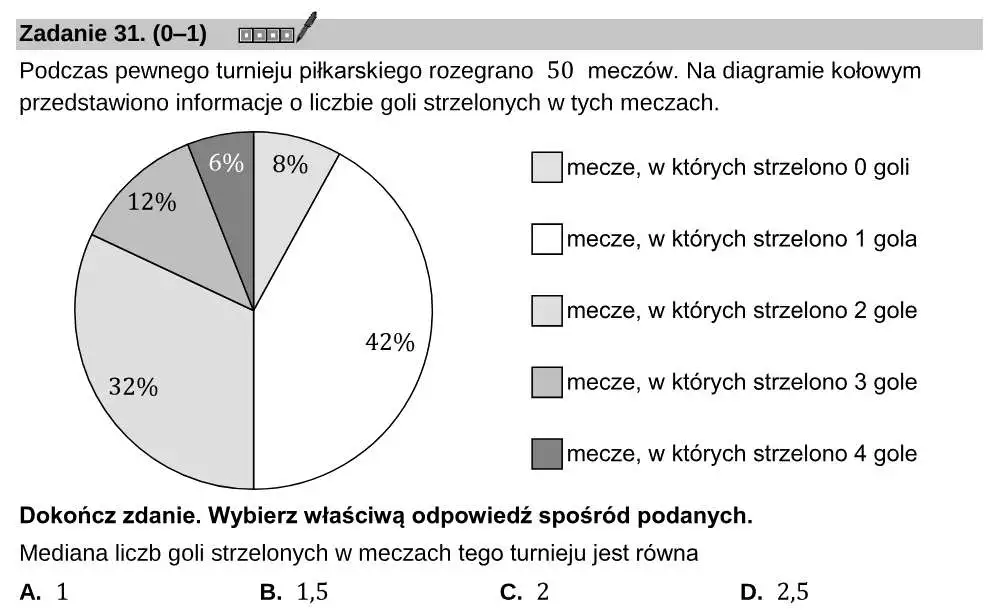 Zadanie 31. (0–1)
Podczas pewnego turnieju piłkarskiego rozegrano 50 meczów. Na diagramie kołowym
przedstawiono informacje o liczbie goli strzelonych w tych meczach.
6%
8%
12%
42%
32%
mecze, w których strzelono 0 goli
mecze, w których strzelono 1 gola
mecze, w których strzelono 2 gole
mecze, w których strzelono 3 gole
mecze, w których strzelono 4 gole
Dokończ zdanie. Wybierz właściwą odpowiedź spośród podanych.
Mediana liczb goli strzelonych w meczach tego turnieju jest równa
A. 1 B. 1,5 C. 2 D. 2,5